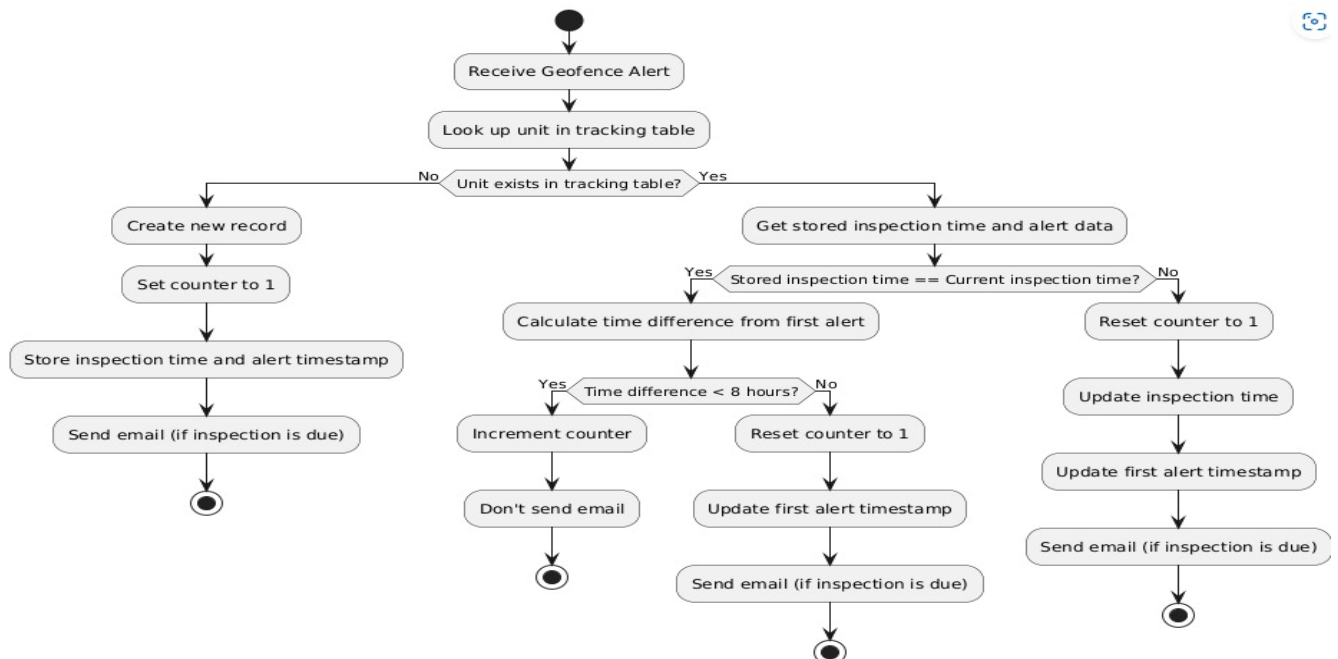 Receive Geofence Alert
Look up unit in tracking table
No
Unit exists in tracking table?
Yes
Create new record
Set counter to 1
Store inspection time and alert timestamp
Send email (if inspection is due)
Get stored inspection time and alert data
Yes
Stored inspection time == Current inspection time?
No
Calculate time difference from first alert
Yes
Time difference < 8 hours?
No
Increment counter
Don't send email
Reset counter to 1
Update first alert timestamp
Send email (if inspection is due)
Reset counter to 1
Update inspection time
Update first alert timestamp
Send email (if inspection is due)